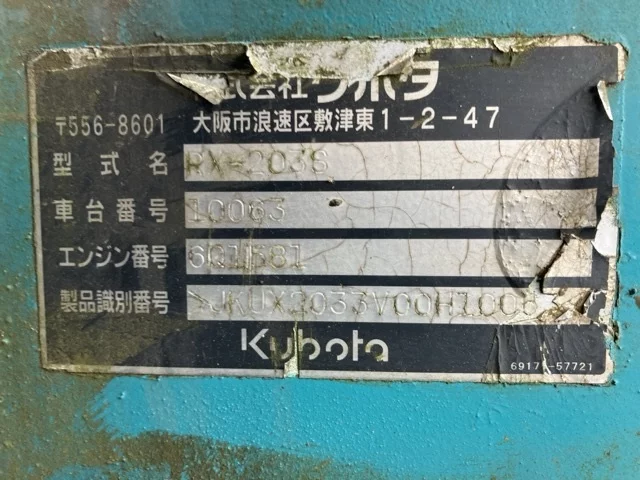 式会社クボタ
〒556-8601 大阪市浪速区敷津東1-2-47
型式名 RX-203S
車台番号 10063
エンジン番号 6Q1581
製品識別番号 >JKUX2033V00H1006
Kubota
6917-57721